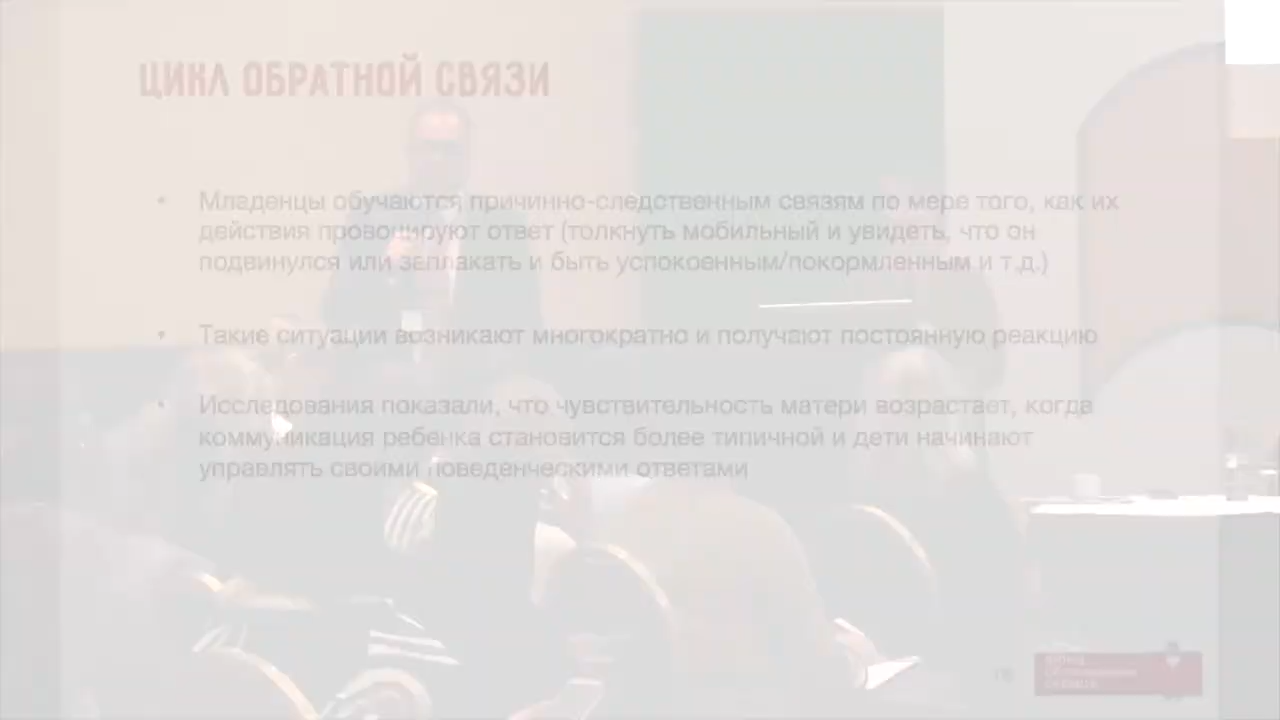 ЦИКЛ ОБРАТНОЙ СВЯЗИ
• Младенцы обучаются причинно-следственным связям по мере того, как их
действия провоцируют ответ (толкнуть мобильный и увидеть, что он
подвинулся или заплакать и быть успокоенным/покормленным и т.д.)
• Такие ситуации возникают многократно и получают постоянную реакцию
• Исследования показали, что чувствительность матери возрастает, когда
коммуникация ребенка становится более типичной и дети начинают
управлять своими поведенческими ответами